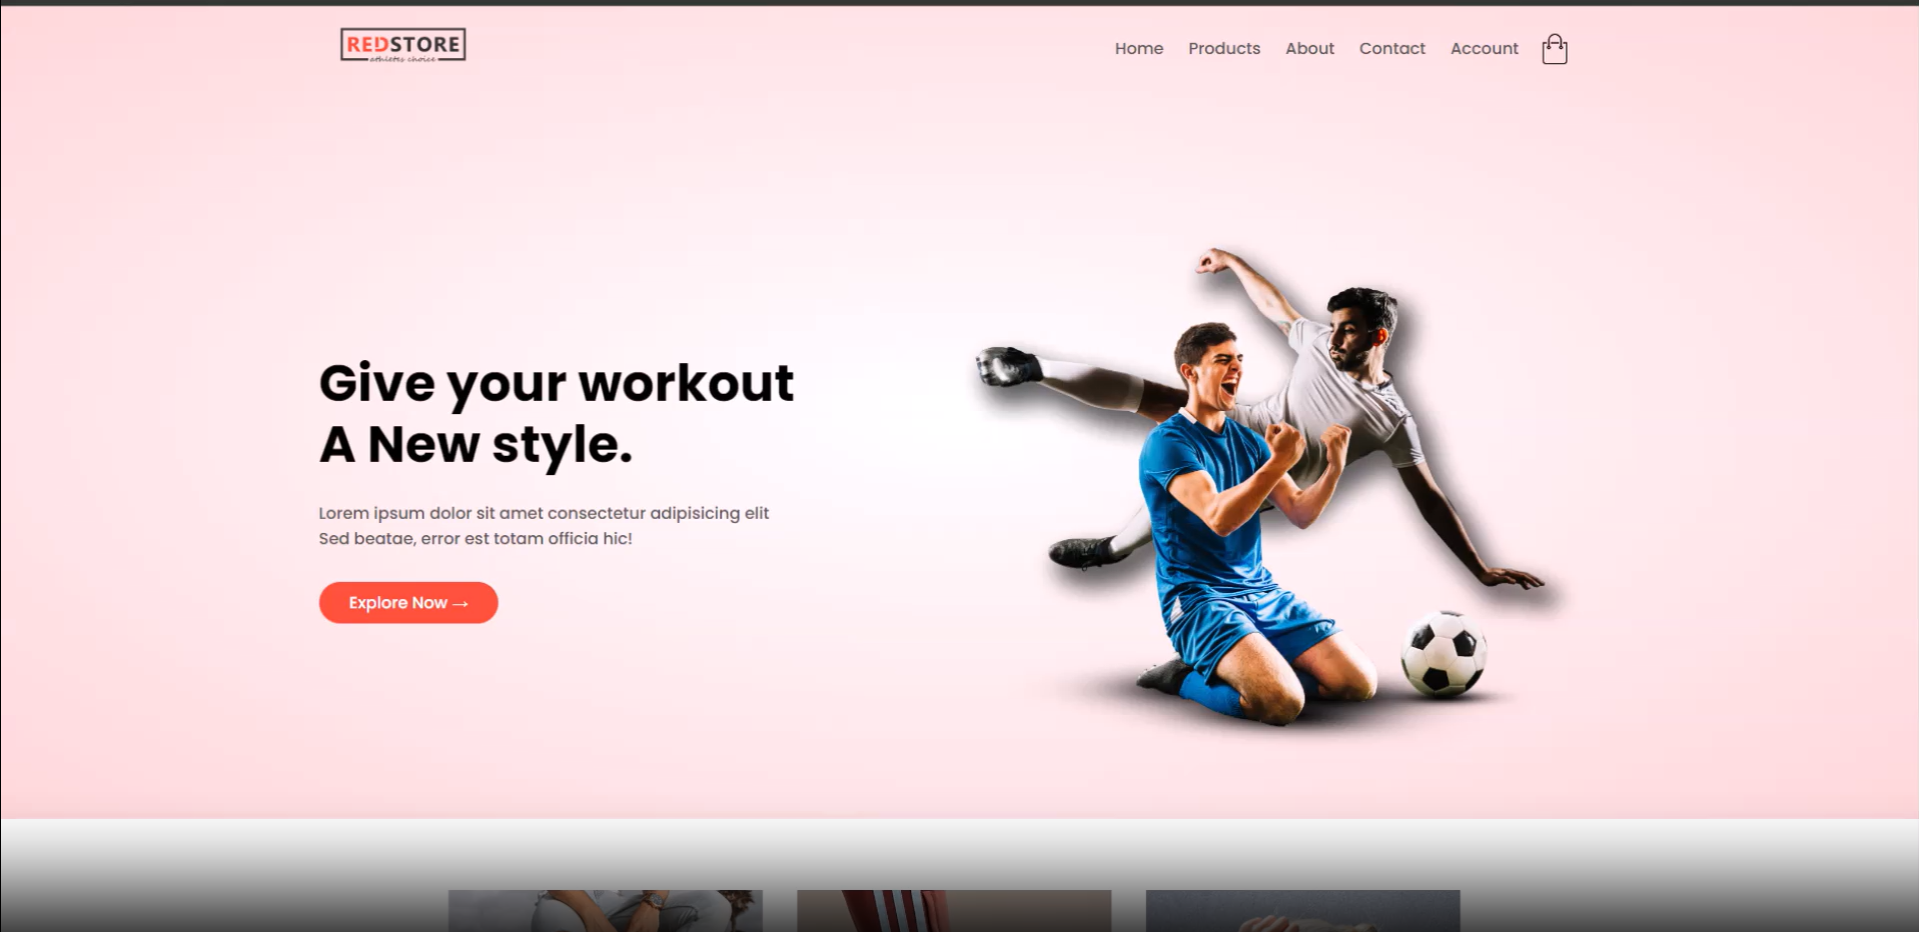 REDSTORE
athletes choice
Home Products About Contact Account
Give your workout
A New style.
Lorem ipsum dolor sit amet consectetur adipisicing elit
Sed beatae, error est totam officia hic!
Explore Now →